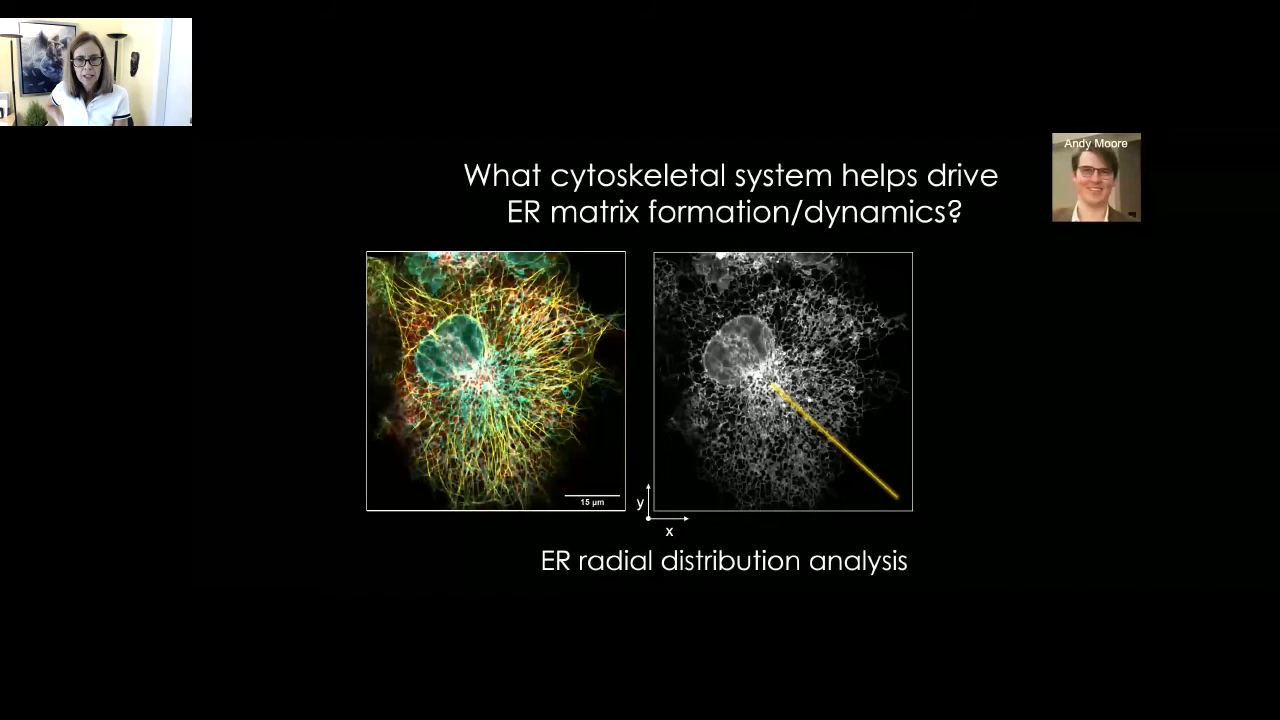 Andy Moore
What cytoskeletal system helps drive
ER matrix formation/dynamics?
15 µm
y
x
ER radial distribution analysis